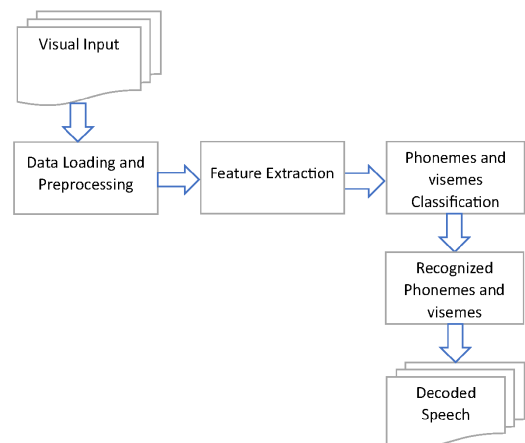 Visual Input
Data Loading and
Preprocessing
Feature Extraction
Phonemes and
visemes
Classification
Recognized
Phonemes and
visemes
Decoded
Speech